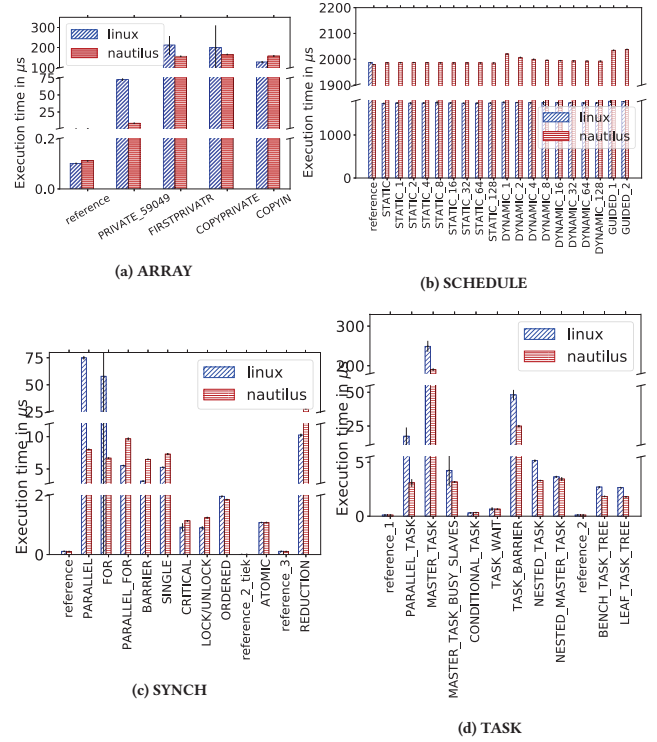 Execution time in µs
300
200
100
75
50
25
0.2
0.0
linux
nautilus
reference
PRIVATE_59049
FIRSTPRIVATR
COPYPRIVATE
COPYIN
(a) ARRAY
Execution time in µs
2100
2000
1900
1000
0
linux
nautilus
reference
STATIC
STATIC_1
STATIC_2
STATIC_4
STATIC_8
STATIC_16
STATIC_32
STATIC_64
STATIC_128
DYNAMIC_1
DYNAMIC_2
DYNAMIC_4
DYNAMIC_8
DYNAMIC_16
DYNAMIC_32
DYNAMIC_64
DYNAMIC_128
GUIDED_1
GUIDED_2
(b) SCHEDULE
Execution time in µs
75
50
25
10
5
2
0
linux
nautilus
reference
PARALLEL
FOR
PARALLEL_FOR
BARRIER
SINGLE
CRITICAL
LOCK/UNLOCK
ORDERED
reference_2_tiek
ATOMIC
reference_3
REDUCTION
(c) SYNCH
Execution time in µs
300
200
50
5
0
linux
nautilus
reference_1
PARALLEL_TASK
MASTER_TASK
MASTER_TASK_BUSY_SLAVES
CONDITIONAL_TASK
TASK_WAIT
TASK_BARRIER
NESTED_TASK
NESTED_MASTER_TASK
reference_2
BENCH_TASK_TREE
LEAF_TASK_TREE
(d) TASK